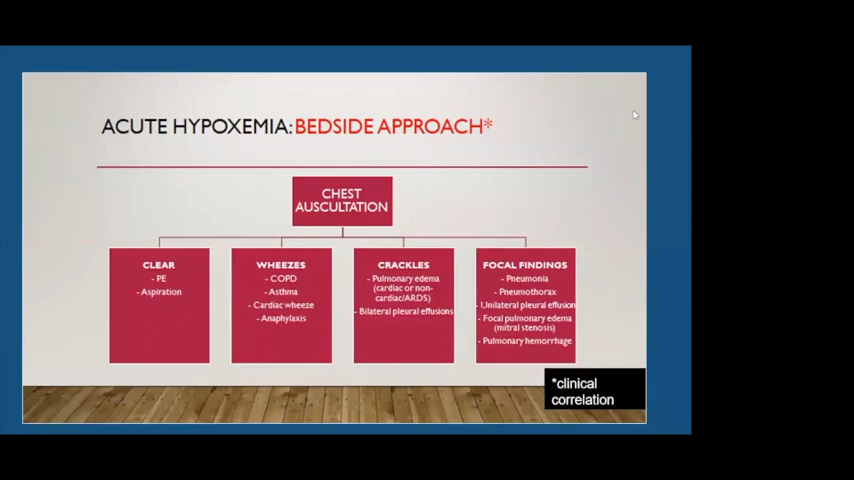 ACUTE HYPOXEMIA: BEDSIDE APPROACH*
CHEST
AUSCULTATION
CLEAR
- PE
- Aspiration
WHEEZES
- COPD
- Asthma
- Cardiac wheeze
- Anaphylaxis
CRACKLES
- Pulmonary edema
(cardiac or non-
cardiac/ARDS)
- Bilateral pleural effusions
FOCAL FINDINGS
- Pneumonia
- Pneumothorax
- Unilateral pleural effusion
- Focal pulmonary edema
(mitral stenosis)
- Pulmonary hemorrhage
*clinical
correlation